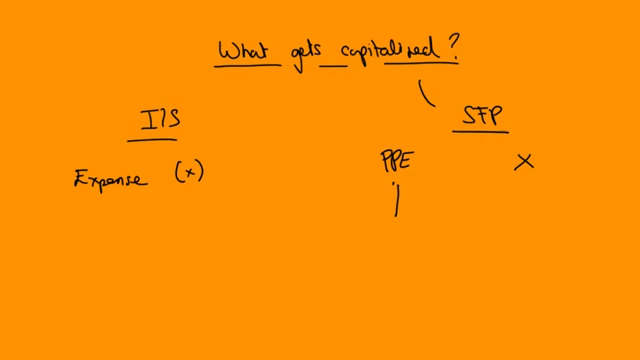 What gets capitalised?
I/S
SFP
Expense (x)
PPE X